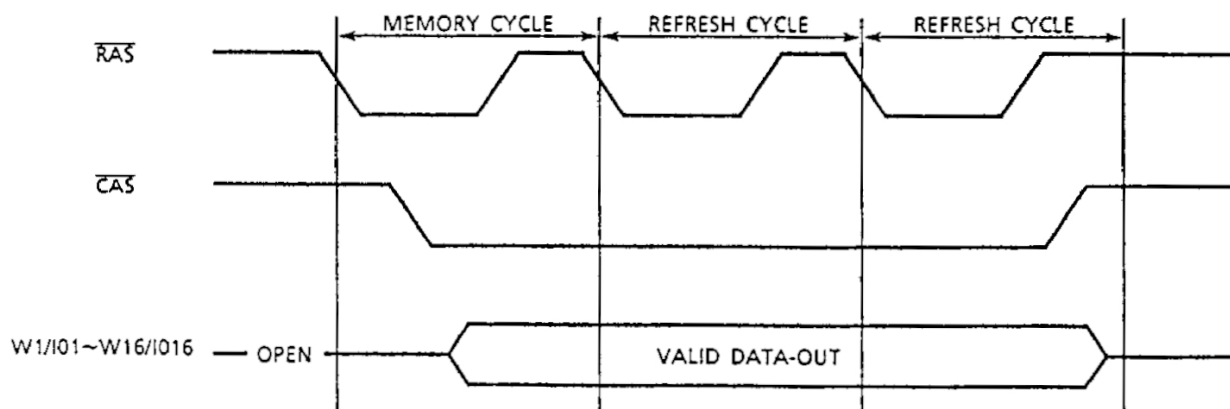 MEMORY CYCLE REFRESH CYCLE REFRESH CYCLE
RAS
CAS
W1/I01~W16/I016 OPEN VALID DATA-OUT